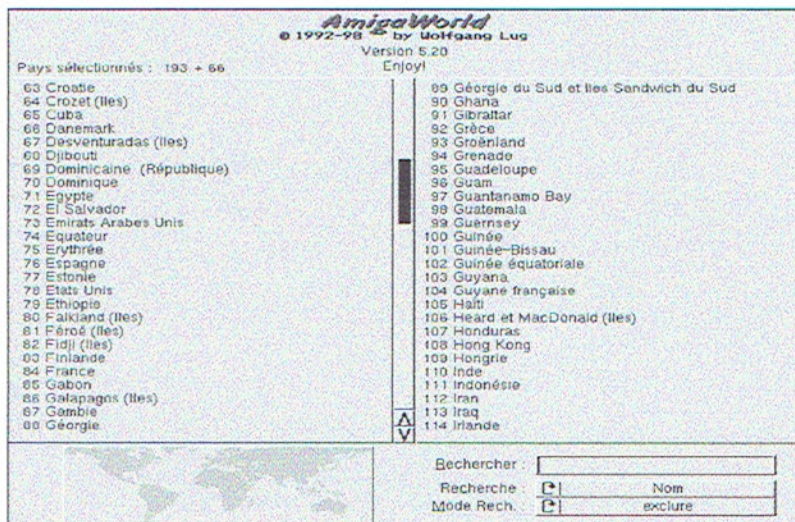 AmigaWorld
© 1992-98 by Wolfgang Lug
Version 5.20
Pays sélectionnés : 193 + 66
Enjoy!
63 Croatie
64 Crozet (Iles)
65 Cuba
66 Danemark
67 Desventuradas (Iles)
68 Djibouti
69 Dominicaine (République)
70 Dominique
71 Egypte
72 El Salvador
73 Emirats Arabes Unis
74 Equateur
75 Erythrée
76 Espagne
77 Estonie
78 Etats Unis
79 Ethiopie
80 Falkland (Iles)
81 Féroé (Iles)
82 Fidji (Iles)
83 Finlande
84 France
85 Gabon
86 Galapagos (Iles)
87 Gambie
88 Géorgie
89 Géorgie du Sud et Iles Sandwich du Sud
90 Ghana
91 Gibraltar
92 Grèce
93 Groënland
94 Grenade
95 Guadeloupe
96 Guam
97 Guantanamo Bay
98 Guatemala
99 Guernsey
100 Guinée
101 Guinée-Bissau
102 Guinée équatoriale
103 Guyana
104 Guyane française
105 Haïti
106 Heard et MacDonald (Iles)
107 Honduras
108 Hong Kong
109 Hongrie
110 Inde
111 Indonésie
112 Iran
113 Iraq
114 Irlande
Rechercher :
Recherche : Nom
Mode Rech. : exclure